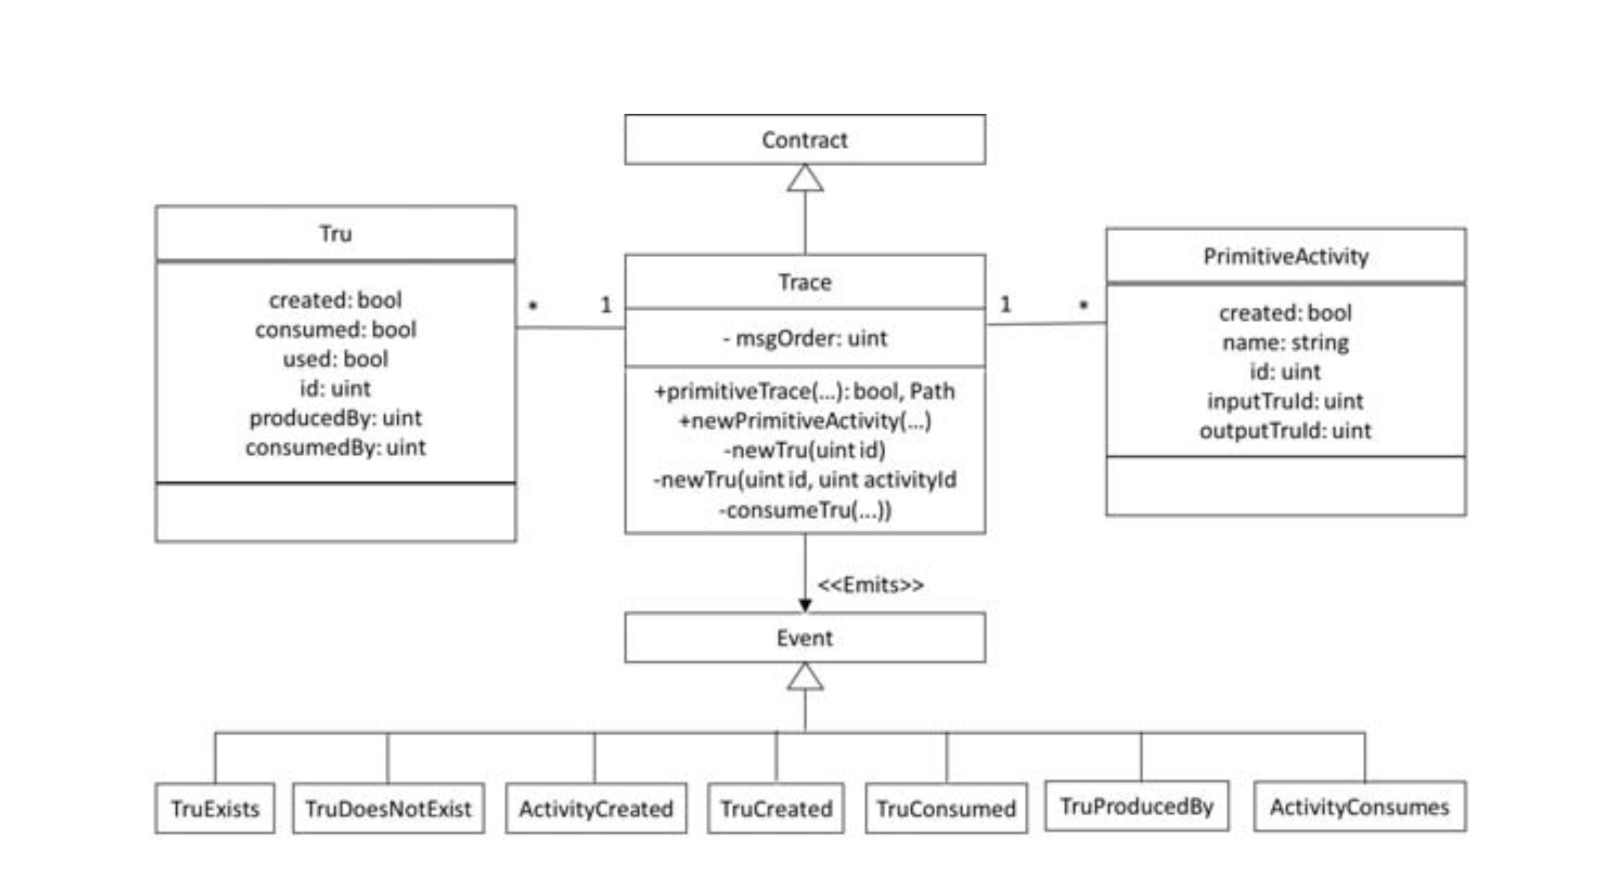 Contract
Tru
created: bool
consumed: bool
used: bool
id: uint
producedBy: uint
consumedBy: uint
* 1
Trace
- msgOrder: uint
+primitiveTrace(...): bool, Path
+newPrimitiveActivity(...)
-newTru(uint id)
-newTru(uint id, uint activityId
-consumeTru(...))
1 *
PrimitiveActivity
created: bool
name: string
id: uint
inputTruId: uint
outputTruId: uint
<<Emits>>
Event
TruExists
TruDoesNotExist
ActivityCreated
TruCreated
TruConsumed
TruProducedBy
ActivityConsumes